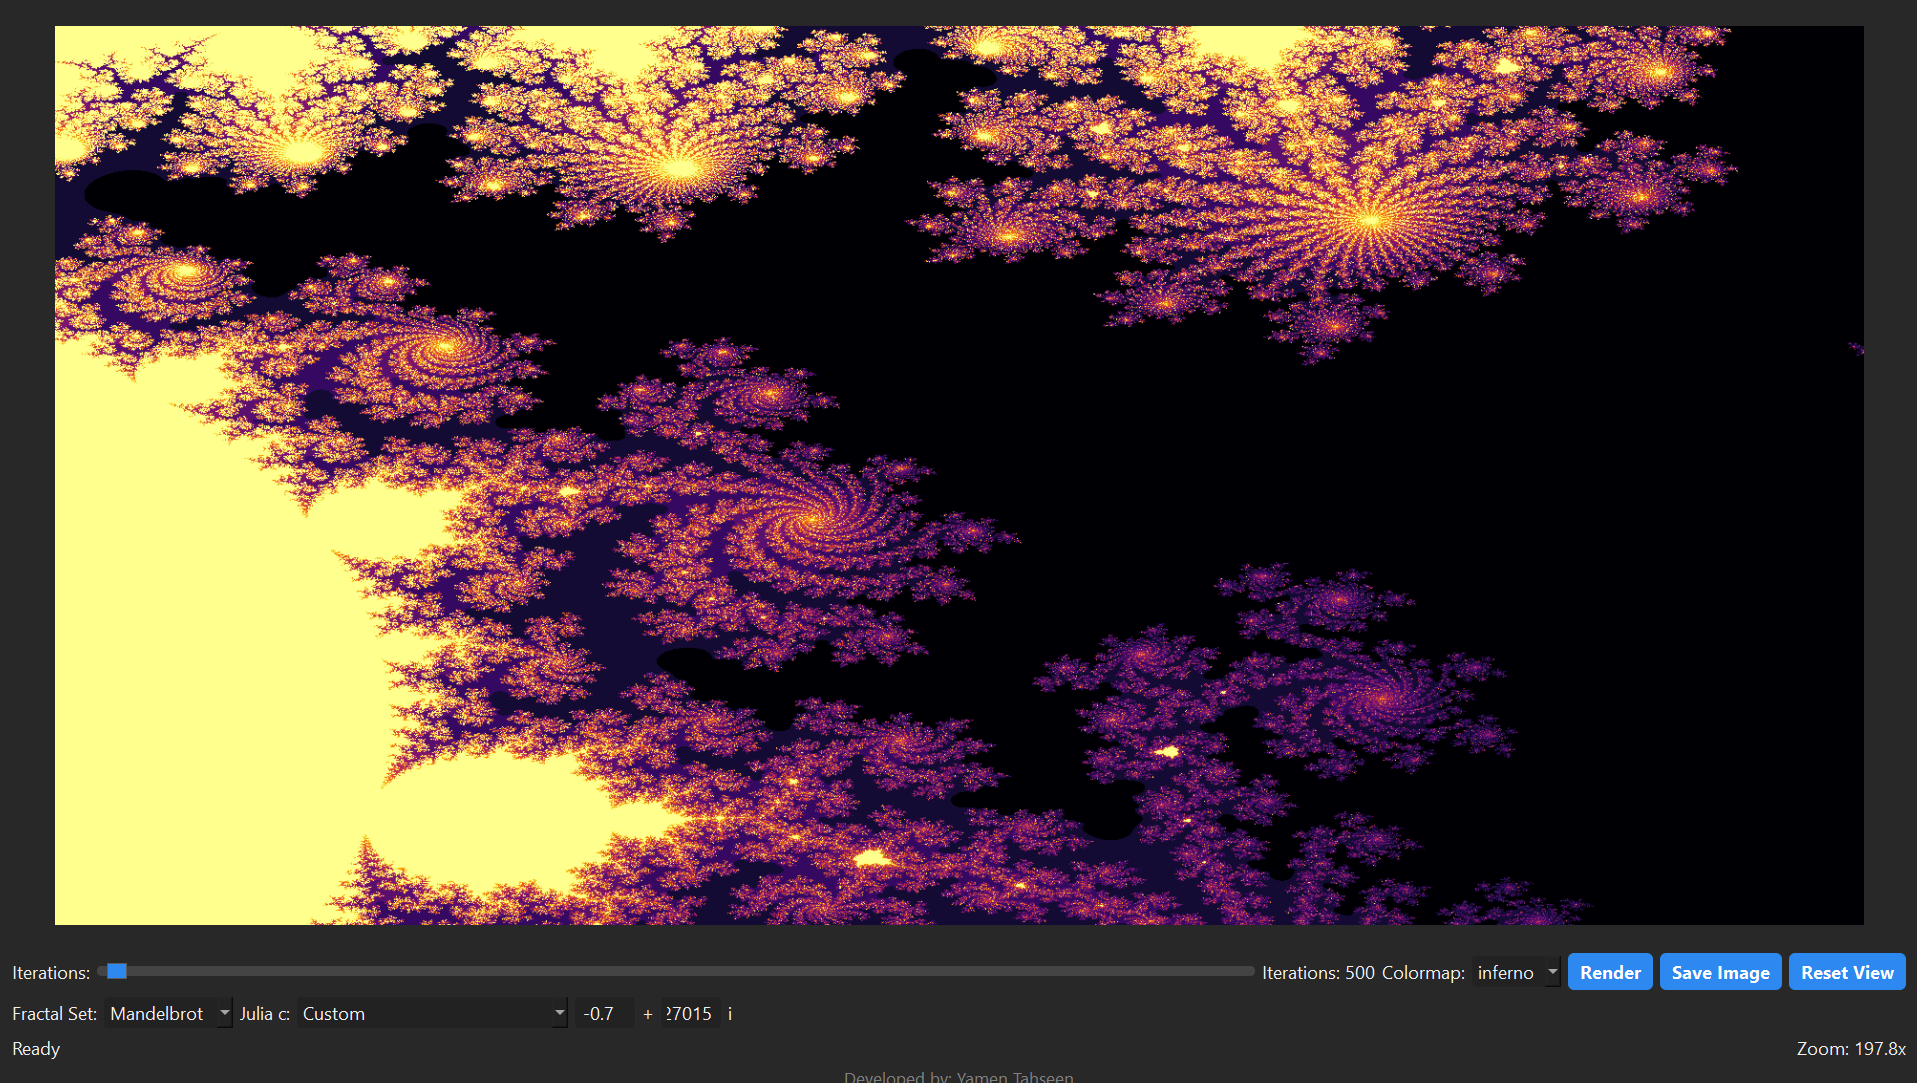 Iterations: Iterations: 500 Colormap: inferno Render Save Image Reset View
Fractal Set: Mandelbrot Julia c: Custom -0.7 + 27015 i
Ready Zoom: 197.8x
Developed by: Yamen Tahseen